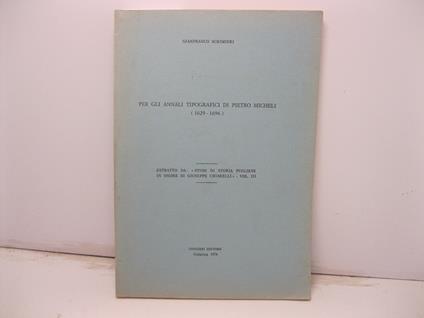 GIANFRANCO SCRIMIERI
PER GLI ANNALI TIPOGRAFICI DI PIETRO MICHELI
( 1629 - 1696 )
ESTRATTO DA: « STUDI DI STORIA PUGLIESE
IN ONORE DI GIUSEPPE CHIARELLI » - VOL. III
CONGEDO EDITORE
Galatina 1974